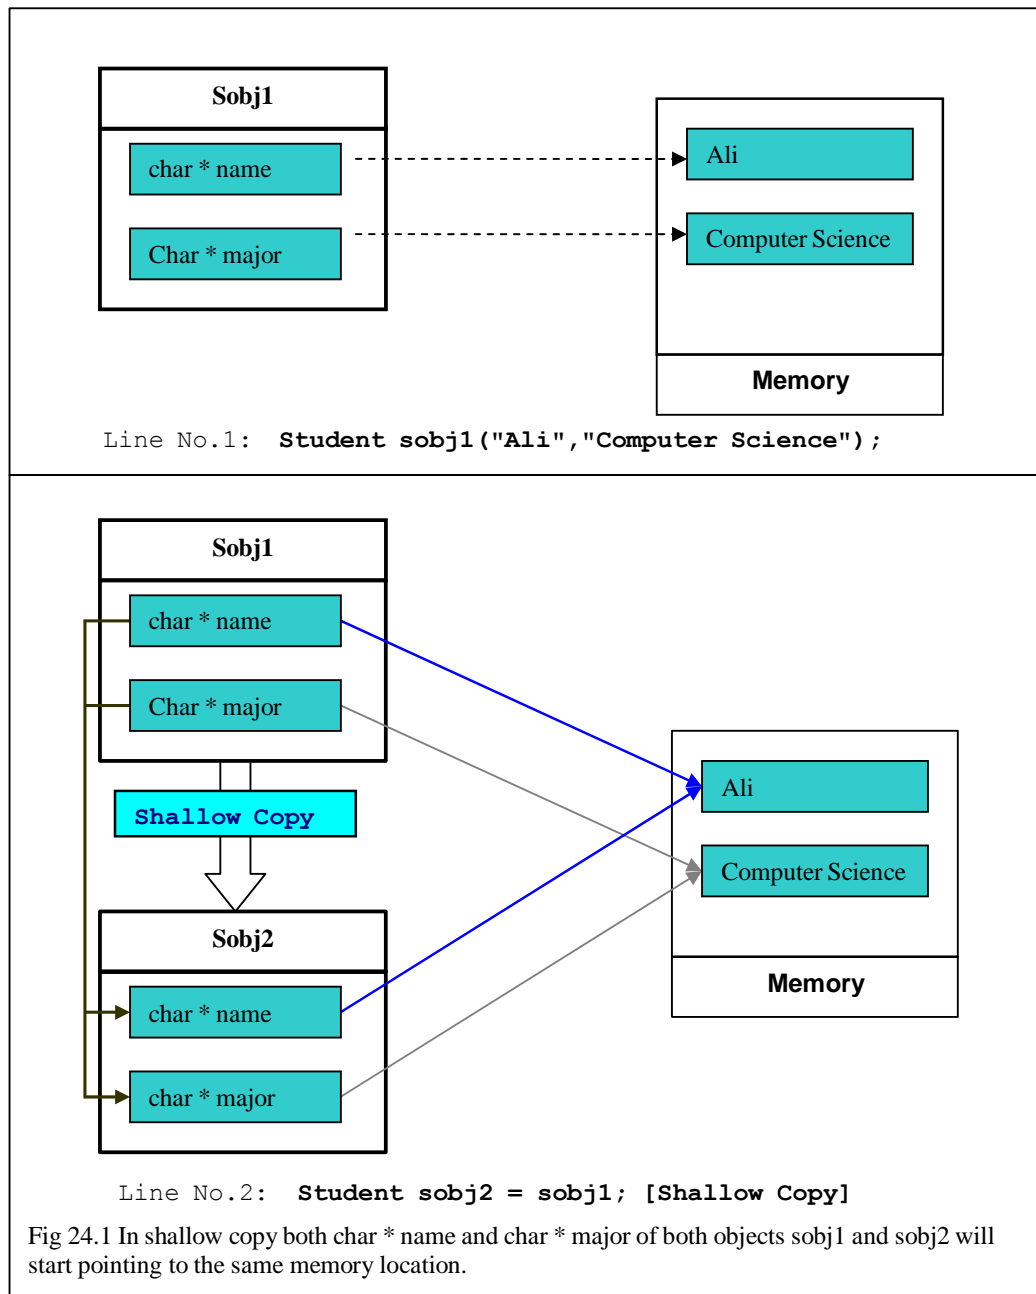 Sobj1
char * name
Char * major
Ali
Computer Science
Memory
Line No.1: Student sobj1("Ali","Computer Science");
Sobj1
char * name
Char * major
Shallow Copy
Sobj2
char * name
char * major
Ali
Computer Science
Memory
Line No.2: Student sobj2 = sobj1; [Shallow Copy]
Fig 24.1 In shallow copy both char * name and char * major of both objects sobj1 and sobj2 will
start pointing to the same memory location.